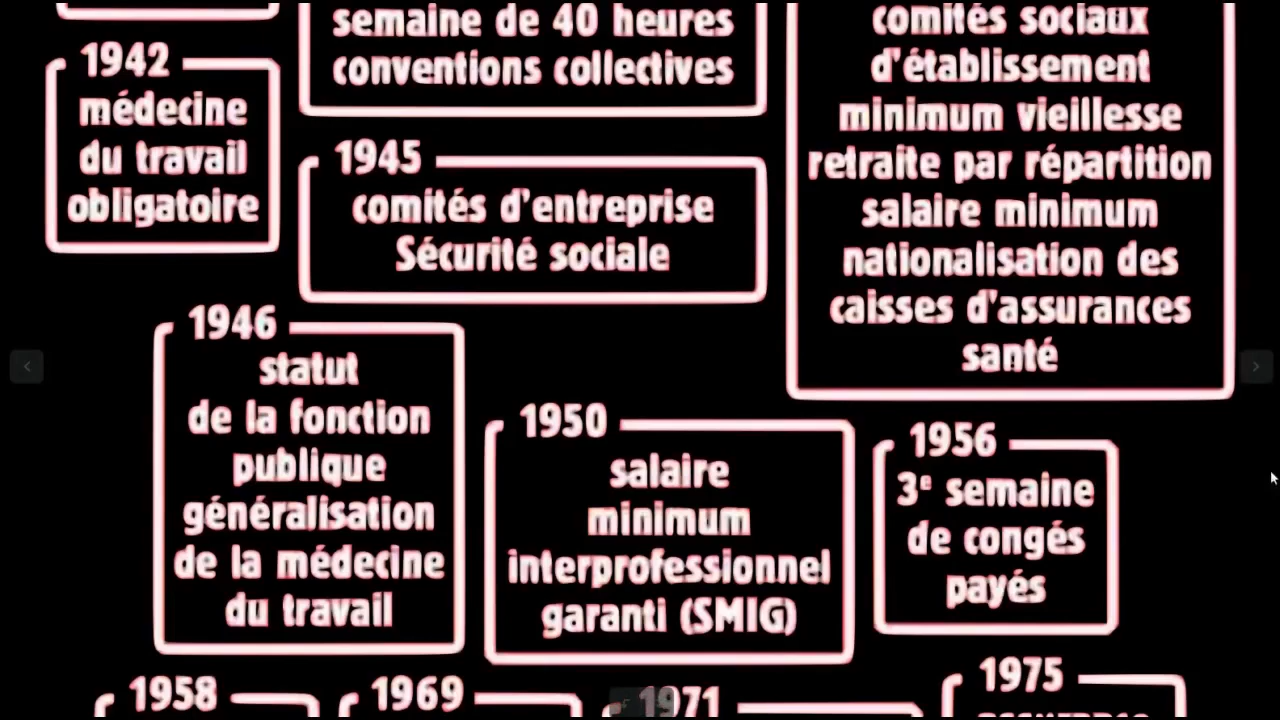 semaine de 40 heures
conventions collectives
comités sociaux
d'établissement
minimum vieillesse
retraite par répartition
salaire minimum
nationalisation des
caisses d'assurances
santé
1942
médecine
du travail
obligatoire
1945
comités d'entreprise
Sécurité sociale
1946
statut
de la fonction
publique
généralisation
de la médecine
du travail
1950
salaire
minimum
interprofessionnel
garanti (SMIG)
1956
3e semaine
de congés
payés
1958
1969
1971
1975